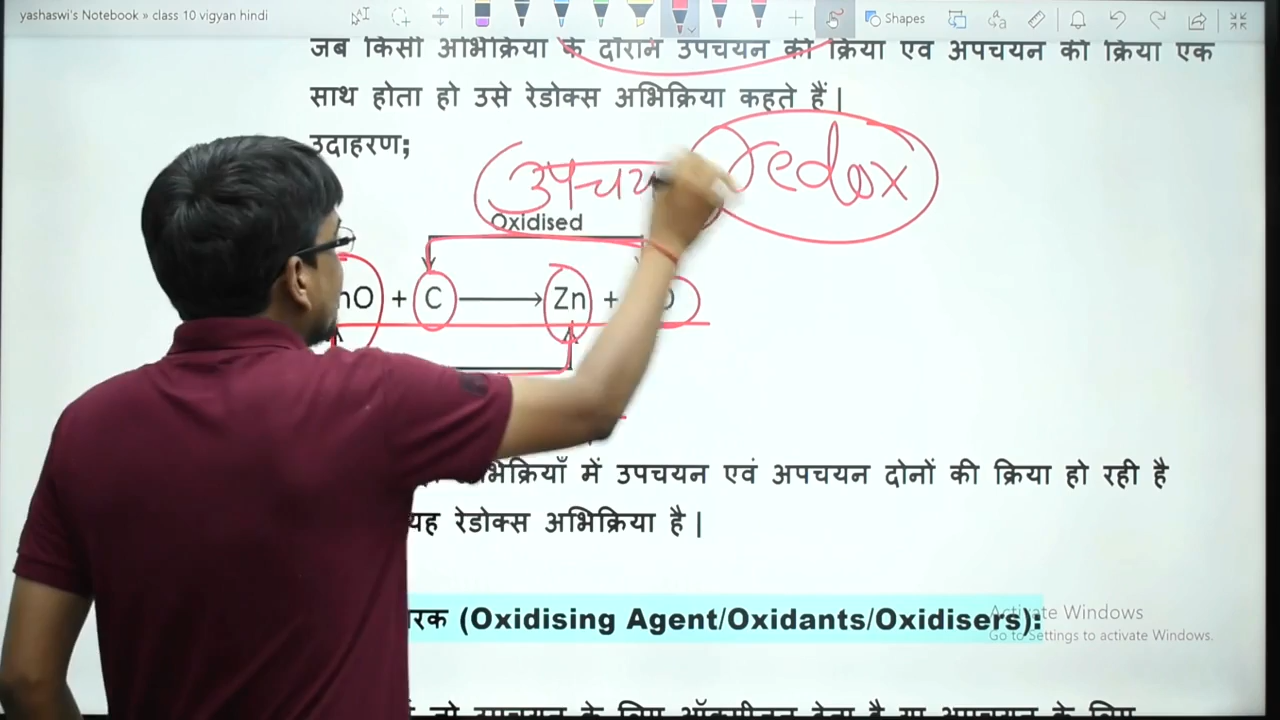 yashaswi's Notebook » class 10 vigyan hindi
Shapes
जब किसी अभिक्रिया के दौरान उपचयन की क्रिया एवं अपचयन की क्रिया एक
साथ होता हो उसे रेडोक्स अभिक्रिया कहते हैं |
उदाहरण;
redox
Oxidised
+ C Zn +
में उपचयन एवं अपचयन दोनों की क्रिया हो रही है
यह रेडोक्स अभिक्रिया है |
(Oxidising Agent/Oxidants/Oxidisers):
Activate Windows
Go to Settings to activate Windows.